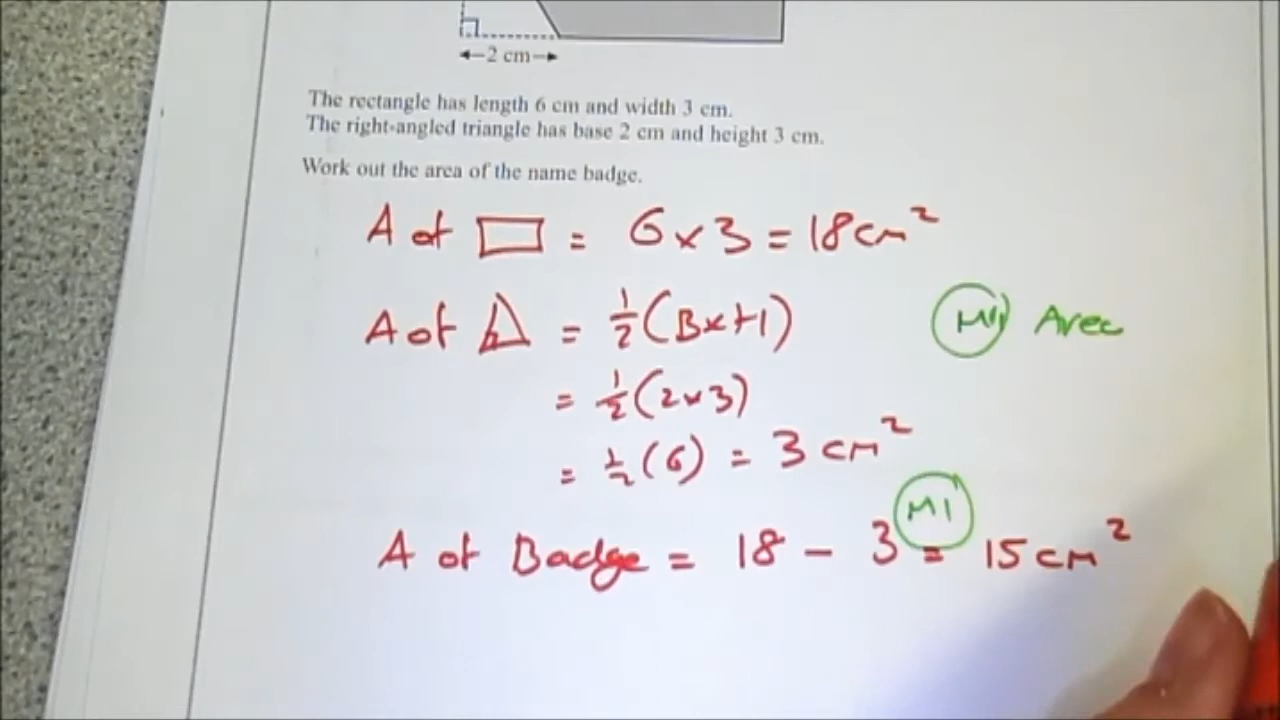 2 cm
The rectangle has length 6 cm and width 3 cm.
The right-angled triangle has base 2 cm and height 3 cm.
Work out the area of the name badge.
A of = 6 × 3 = 18 cm²
A of = ½ (B×H) M1 Area
= ½ (2×3)
= ½ (6) = 3 cm²
M1
A of Badge = 18 − 3 = 15 cm²